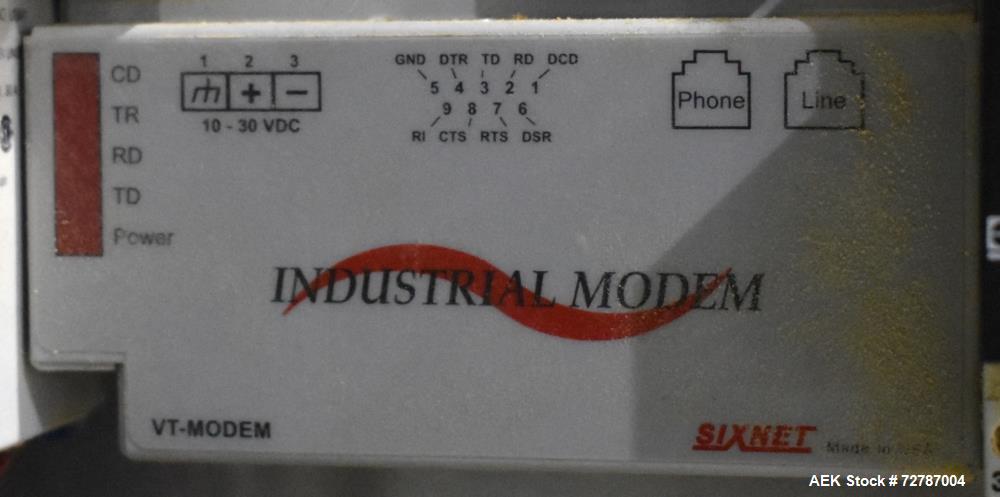 CD
TR
RD
TD
Power
1 2 3
+ −
10 - 30 VDC
GND DTR TD RD DCD
5 4 3 2 1
9 8 7 6
RI CTS RTS DSR
Phone
Line
INDUSTRIAL MODEM
VT-MODEM
SIXNET
Made in USA
AEK Stock # 72787004